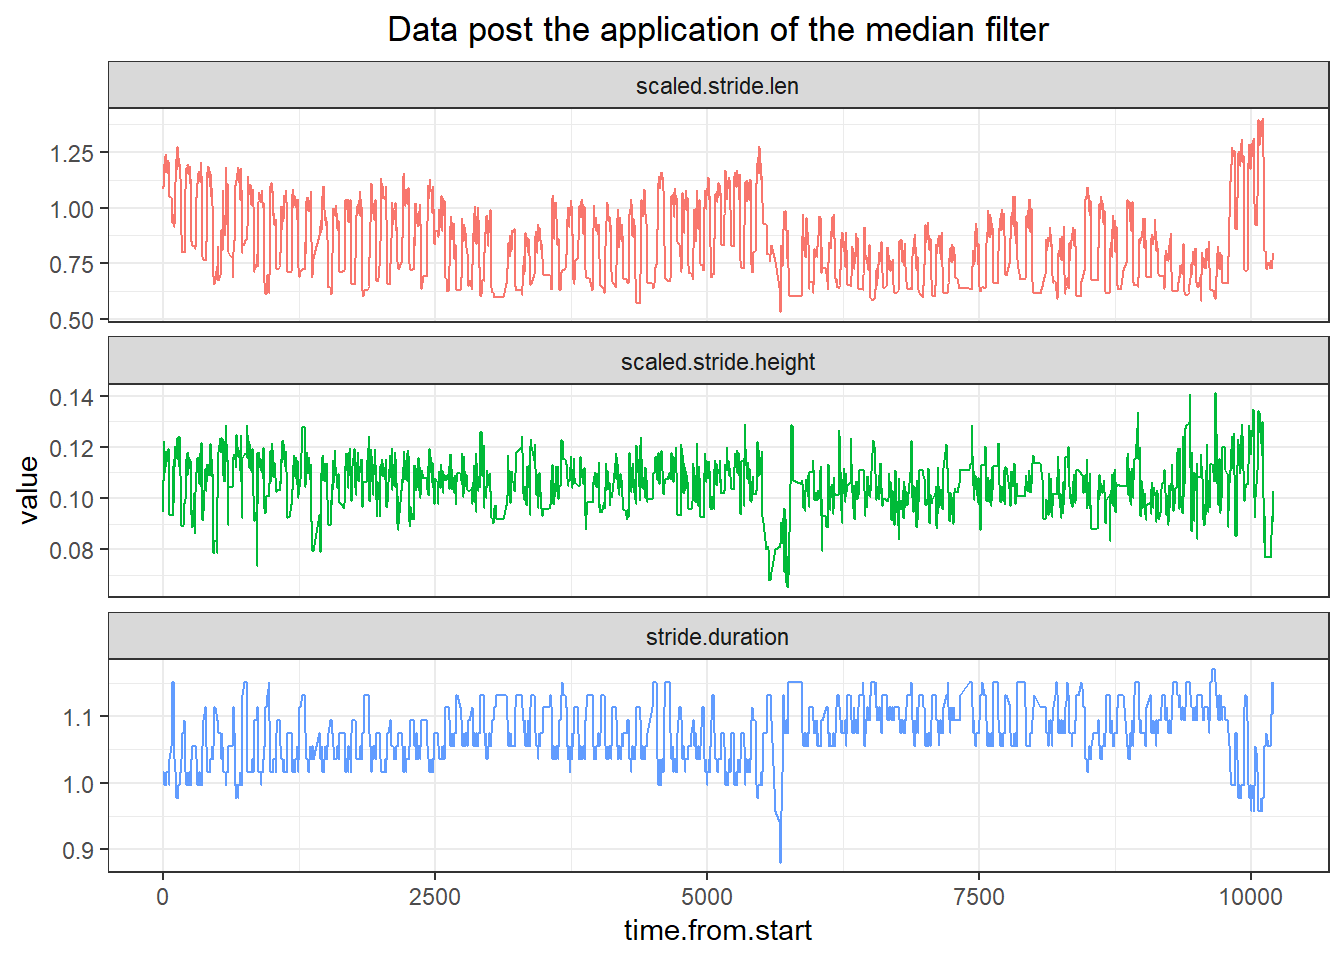 Data post the application of the median filter
scaled.stride.len
1.25
1.00
0.75
0.50
scaled.stride.height
0.14
0.12
0.10
0.08
value
stride.duration
1.1
1.0
0.9
0 2500 5000 7500 10000
time.from.start